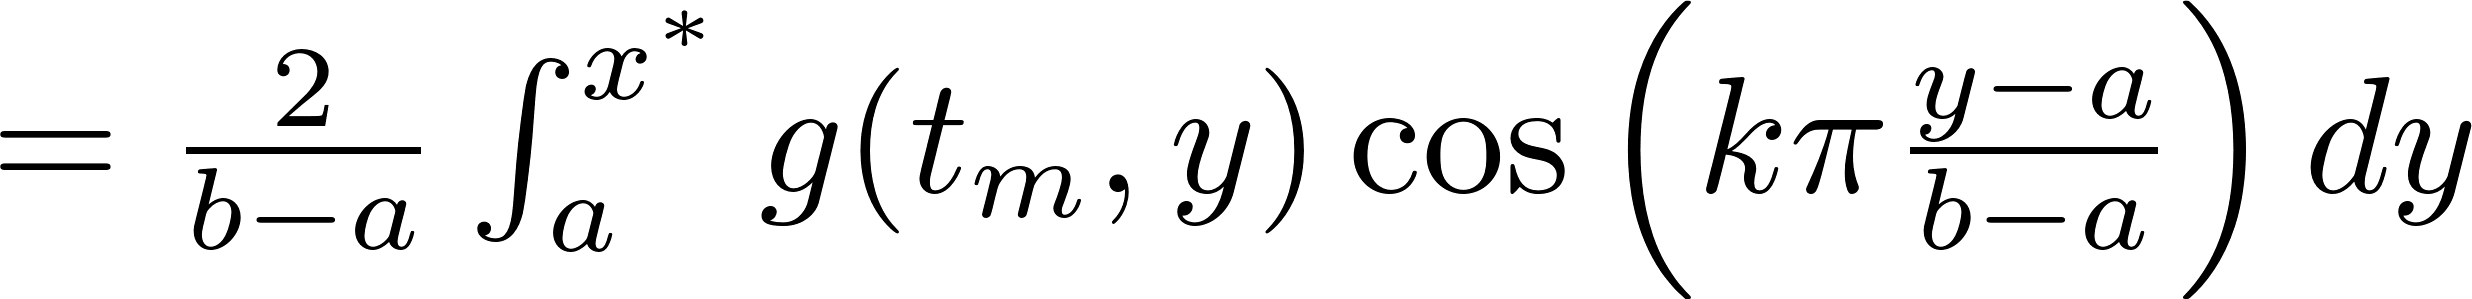 = \frac{2}{b-a} \int_a^{x^*} g(t_m, y) \cos \left( k\pi \frac{y-a}{b-a} \right) dy